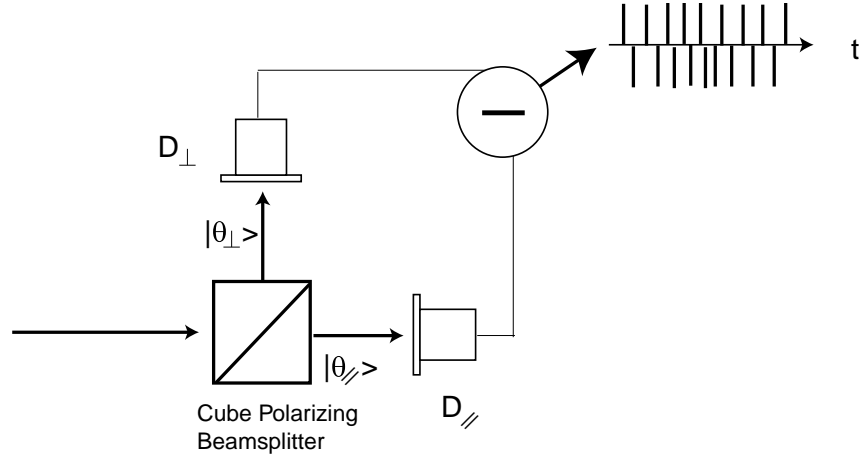 t
D⊥
|θ⊥>
|θ//>
D//
Cube Polarizing
Beamsplitter